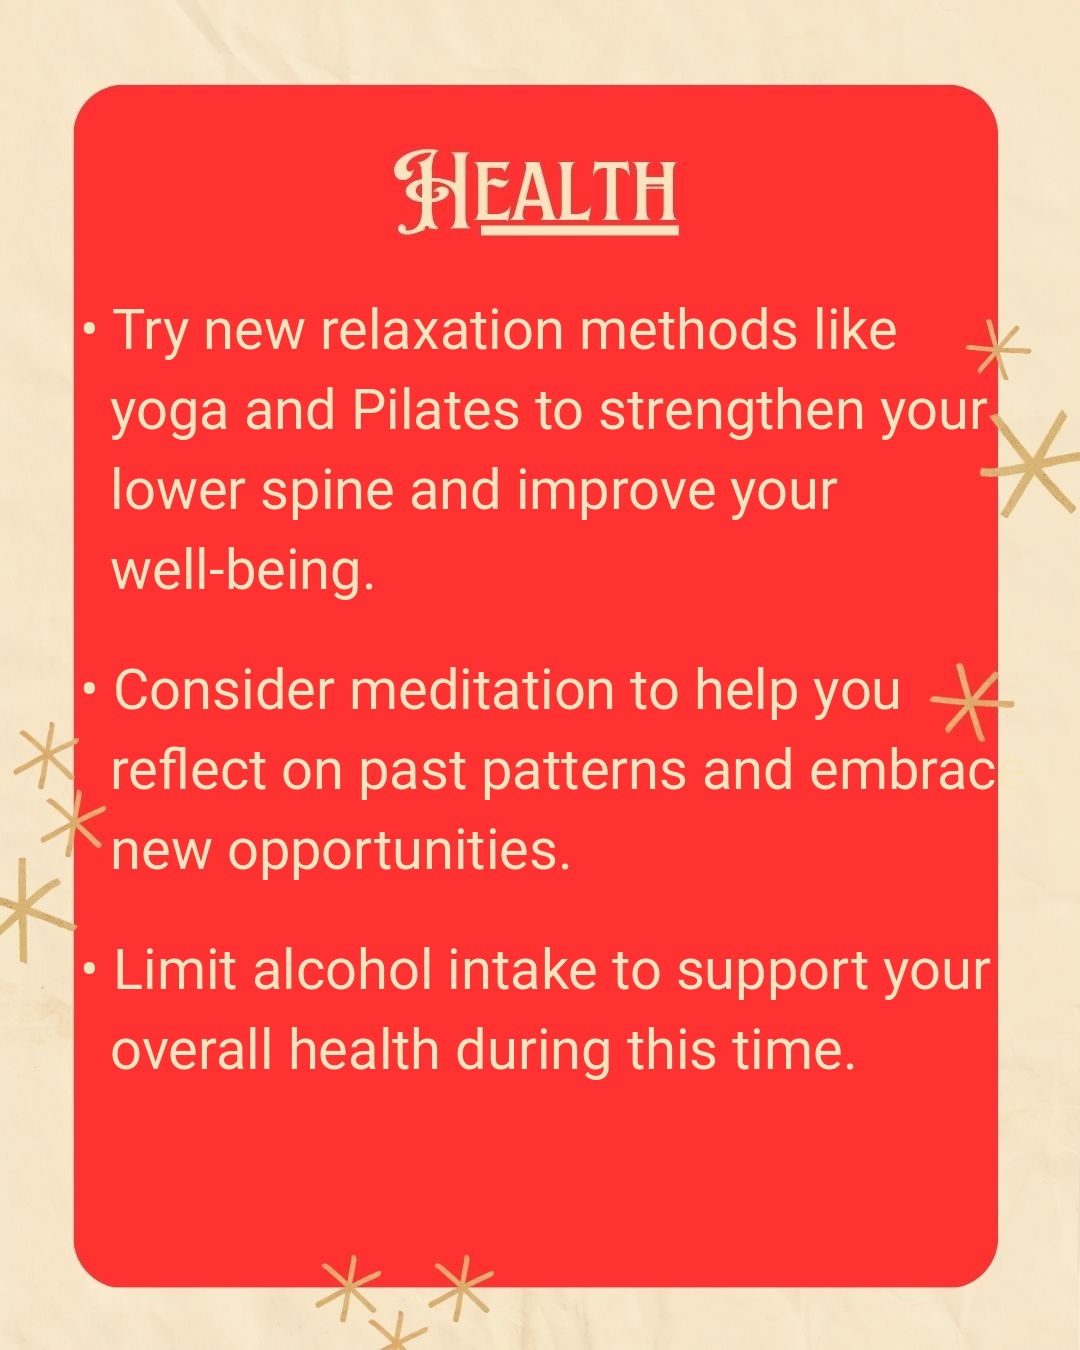 Health
• Try new relaxation methods like
yoga and Pilates to strengthen your
lower spine and improve your
well-being.
• Consider meditation to help you
reflect on past patterns and embrac
new opportunities.
• Limit alcohol intake to support your
overall health during this time.